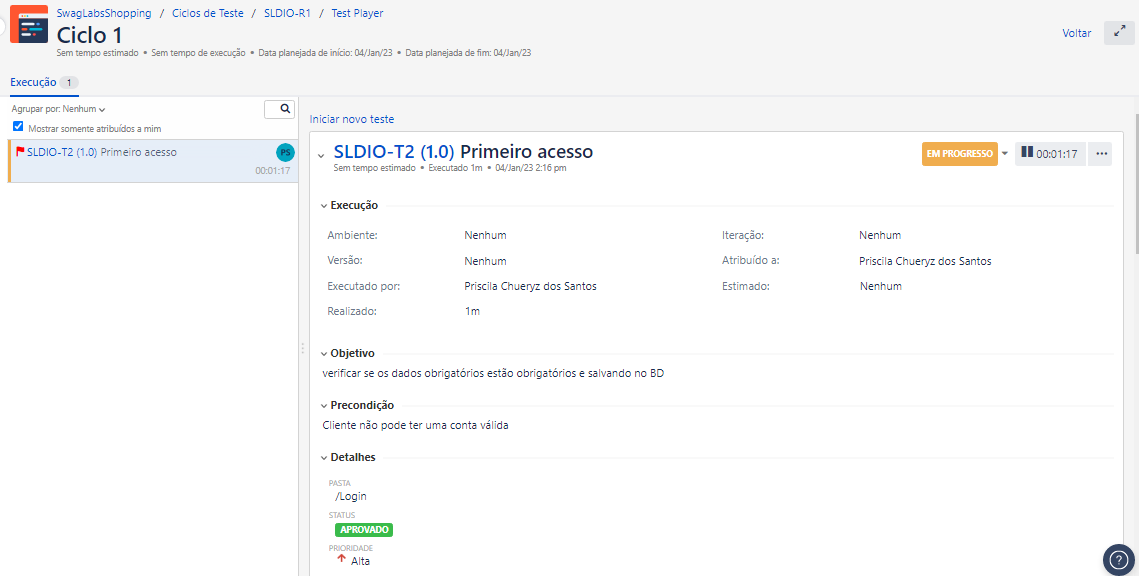 SwagLabsShopping / Ciclos de Teste / SLDIO-R1 / Test Player
Ciclo 1
Sem tempo estimado • Sem tempo de execução • Data planejada de início: 04/Jan/23 • Data planejada de fim: 04/Jan/23
Voltar
Execução 1
Agrupar por: Nenhum
Mostrar somente atribuídos a mim
SLDIO-T2 (1.0) Primeiro acesso PS
00:01:17
Iniciar novo teste
SLDIO-T2 (1.0) Primeiro acesso
EM PROGRESSO 00:01:17 ...
Sem tempo estimado • Executado 1m • 04/Jan/23 2:16 pm
Execução
Ambiente: Nenhum Iteração: Nenhum
Versão: Nenhum Atribuído a: Priscila Chueryz dos Santos
Executado por: Priscila Chueryz dos Santos Estimado: Nenhum
Realizado: 1m
Objetivo
verificar se os dados obrigatórios estão obrigatórios e salvando no BD
Precondição
Cliente não pode ter uma conta válida
Detalhes
PASTA
/Login
STATUS
APROVADO
PRIORIDADE
Alta
?